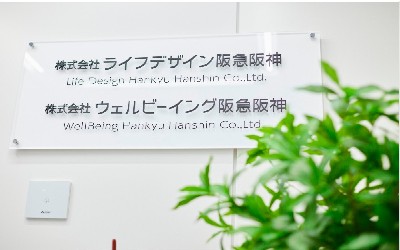 株式会社 ライフデザイン阪急阪神
Life Design Hankyu Hanshin Co.,Ltd.
株式会社 ウェルビーイング阪急阪神
WellBeing Hankyu Hanshin Co.,Ltd.